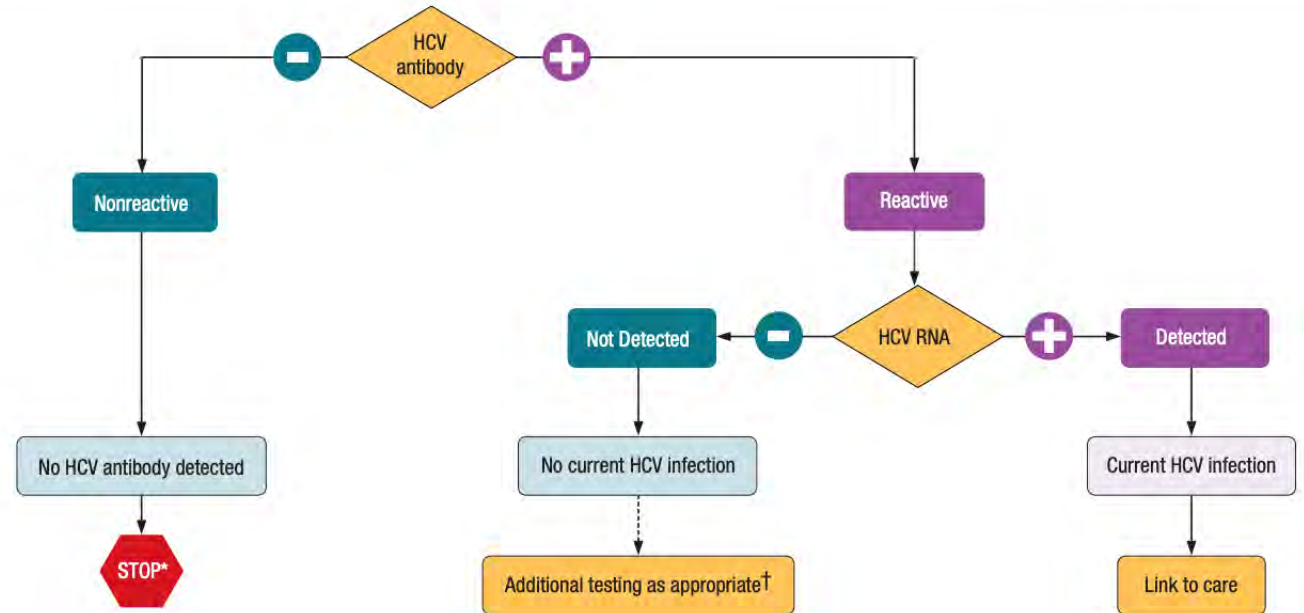 HCV
antibody
Nonreactive
Reactive
Not Detected
HCV RNA
Detected
No HCV antibody detected
No current HCV infection
Current HCV infection
STOP*
Additional testing as appropriate†
Link to care